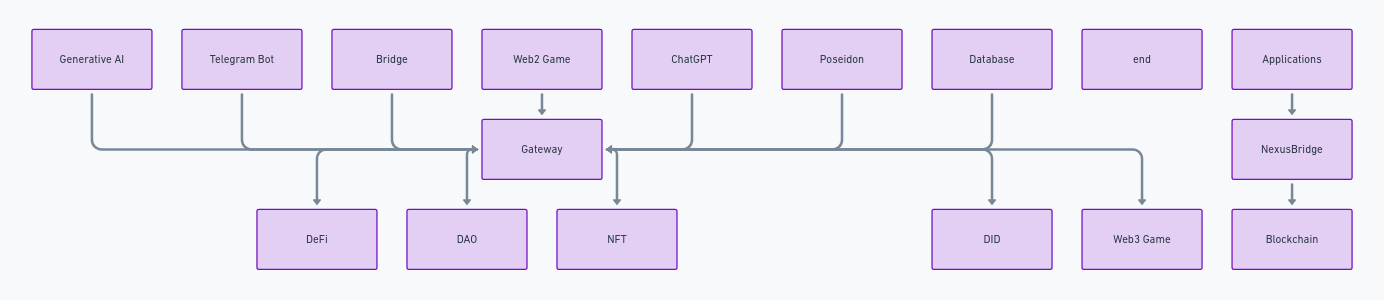 Generative AI
Telegram Bot
Bridge
Web2 Game
ChatGPT
Poseidon
Database
end
Applications
Gateway
NexusBridge
DeFi
DAO
NFT
DID
Web3 Game
Blockchain